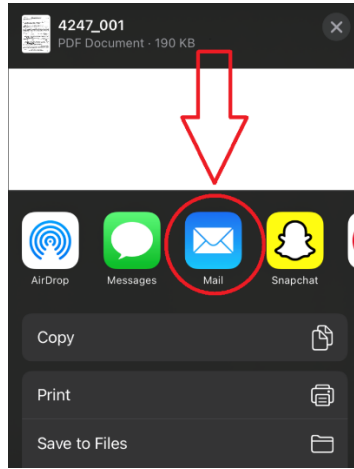 4247_001
PDF Document · 190 KB
AirDrop
Messages
Mail
Snapchat
Copy
Print
Save to Files